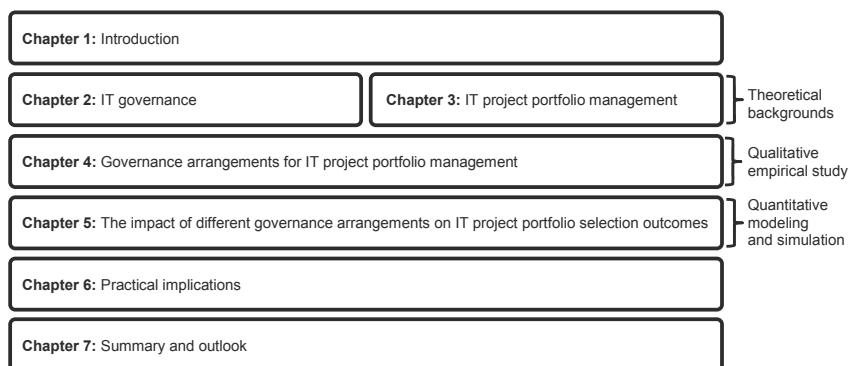 Chapter 1: Introduction
Chapter 2: IT governance
Chapter 3: IT project portfolio management
Theoretical
backgrounds
Chapter 4: Governance arrangements for IT project portfolio management
Qualitative
empirical study
Chapter 5: The impact of different governance arrangements on IT project portfolio selection outcomes
Quantitative
modeling
and simulation
Chapter 6: Practical implications
Chapter 7: Summary and outlook